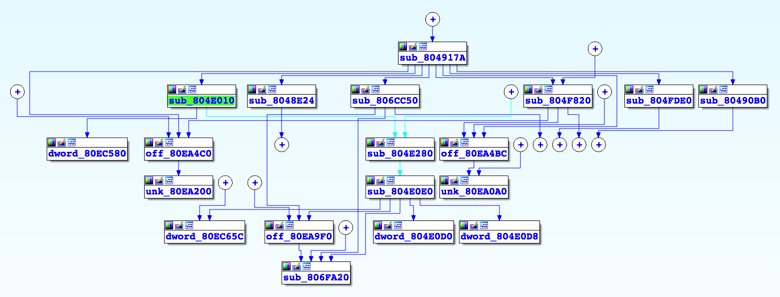 sub_804917A
sub_804E010
sub_8048E24
sub_806CC50
sub_804F820
sub_804FDE0
sub_80490B0
dword_80EC580
off_80EA4C0
sub_804E280
off_80EA4BC
unk_80EA200
sub_804E0E0
unk_80EA0A0
dword_80EC65C
off_80EA9F0
dword_804E0D0
dword_804E0D8
sub_806FA20